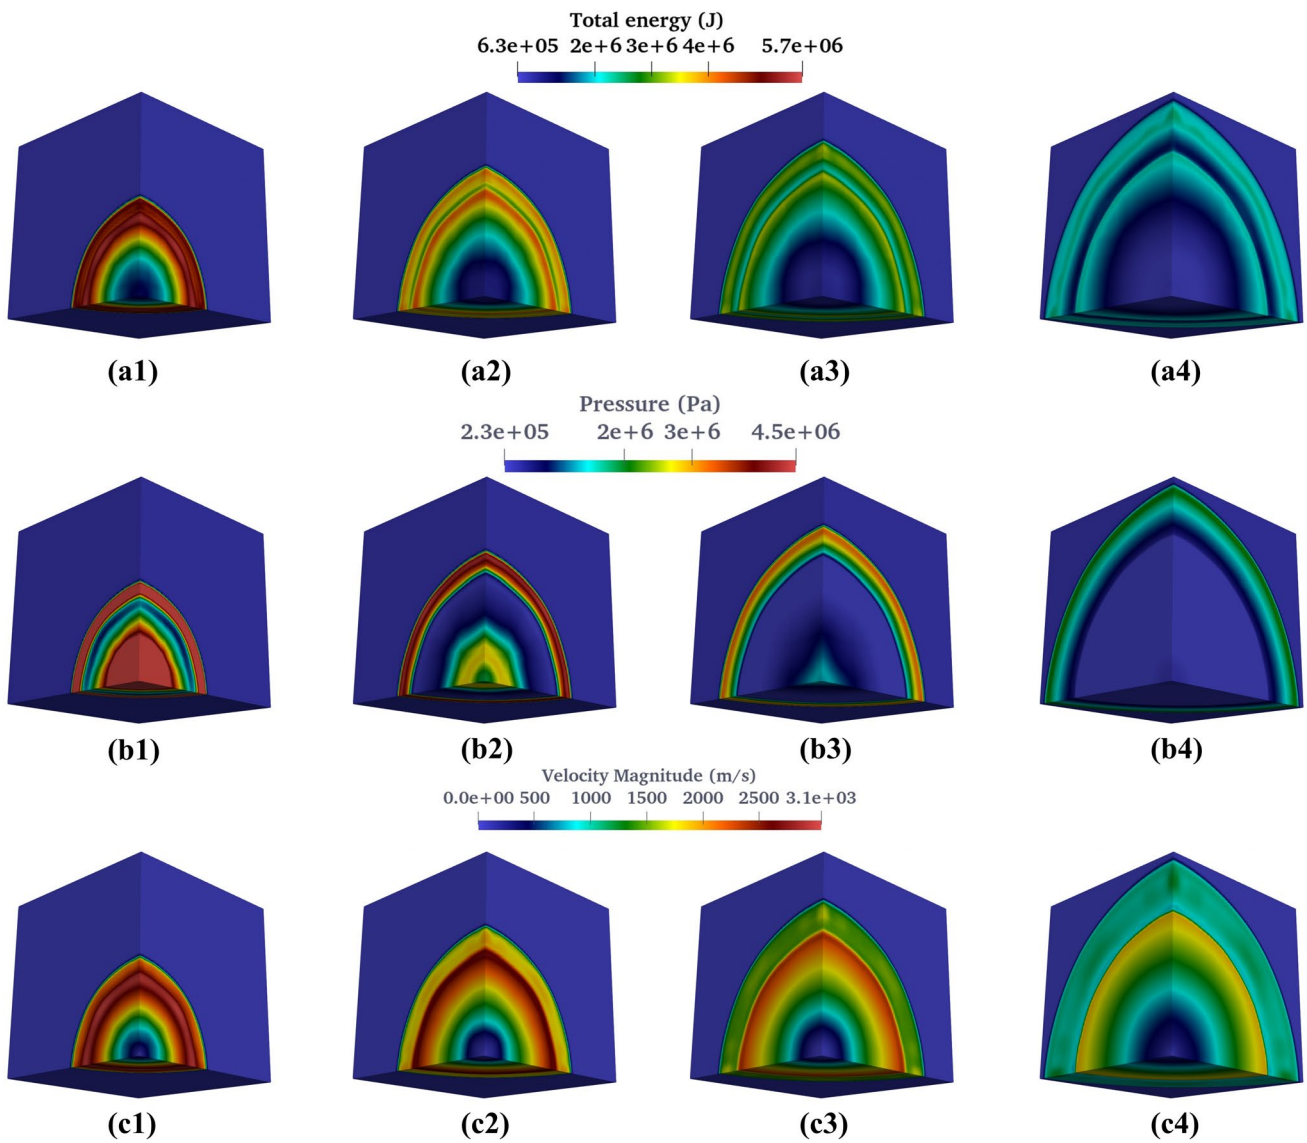 Total energy (J)
6.3e+05 2e+6 3e+6 4e+6 5.7e+06
(a1) (a2) (a3) (a4)
Pressure (Pa)
2.3e+05 2e+6 3e+6 4.5e+06
(b1) (b2) (b3) (b4)
Velocity Magnitude (m/s)
0.0e+00 500 1000 1500 2000 2500 3.1e+03
(c1) (c2) (c3) (c4)